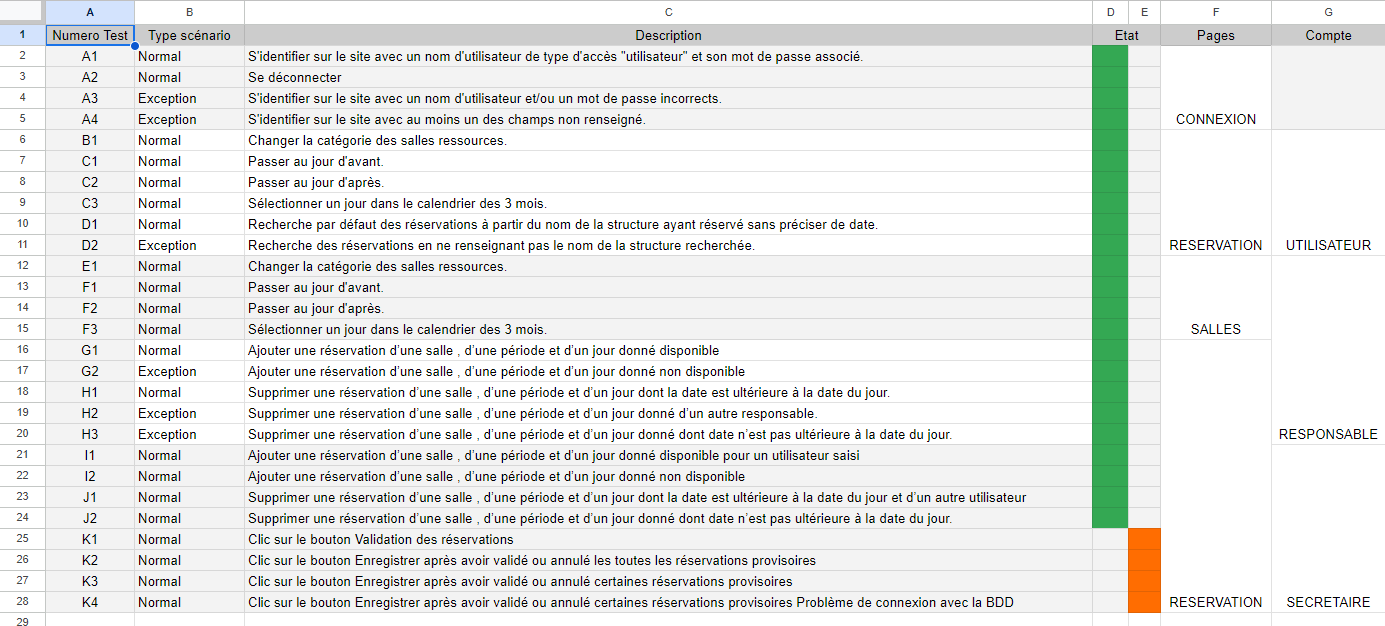 A B C D E F G
1 Numero Test Type scénario Description Etat Pages Compte
2 A1 Normal S'identifier sur le site avec un nom d'utilisateur de type d'accès "utilisateur" et son mot de passe associé.
3 A2 Normal Se déconnecter
4 A3 Exception S'identifier sur le site avec un nom d'utilisateur et/ou un mot de passe incorrects.
5 A4 Exception S'identifier sur le site avec au moins un des champs non renseigné. CONNEXION
6 B1 Normal Changer la catégorie des salles ressources.
7 C1 Normal Passer au jour d'avant.
8 C2 Normal Passer au jour d'après.
9 C3 Normal Sélectionner un jour dans le calendrier des 3 mois.
10 D1 Normal Recherche par défaut des réservations à partir du nom de la structure ayant réservé sans préciser de date.
11 D2 Exception Recherche des réservations en ne renseignant pas le nom de la structure recherchée. RESERVATION UTILISATEUR
12 E1 Normal Changer la catégorie des salles ressources.
13 F1 Normal Passer au jour d'avant.
14 F2 Normal Passer au jour d'après.
15 F3 Normal Sélectionner un jour dans le calendrier des 3 mois. SALLES
16 G1 Normal Ajouter une réservation d’une salle , d’une période et d’un jour donné disponible
17 G2 Exception Ajouter une réservation d’une salle , d’une période et d’un jour donné non disponible
18 H1 Normal Supprimer une réservation d’une salle , d’une période et d’un jour dont la date est ultérieure à la date du jour.
19 H2 Exception Supprimer une réservation d’une salle , d’une période et d’un jour donné d’un autre responsable.
20 H3 Exception Supprimer une réservation d’une salle , d’une période et d’un jour donné dont date n’est pas ultérieure à la date du jour. RESPONSABLE
21 I1 Normal Ajouter une réservation d’une salle , d’une période et d’un jour donné disponible pour un utilisateur saisi
22 I2 Normal Ajouter une réservation d’une salle , d’une période et d’un jour donné non disponible
23 J1 Normal Supprimer une réservation d’une salle , d’une période et d’un jour dont la date est ultérieure à la date du jour et d’un autre utilisateur
24 J2 Normal Supprimer une réservation d’une salle , d’une période et d’un jour donné dont date n’est pas ultérieure à la date du jour.
25 K1 Normal Clic sur le bouton Validation des réservations
26 K2 Normal Clic sur le bouton Enregistrer après avoir validé ou annulé les toutes les réservations provisoires
27 K3 Normal Clic sur le bouton Enregistrer après avoir validé ou annulé certaines réservations provisoires
28 K4 Normal Clic sur le bouton Enregistrer après avoir validé ou annulé certaines réservations provisoires Problème de connexion avec la BDD RESERVATION SECRETAIRE
29